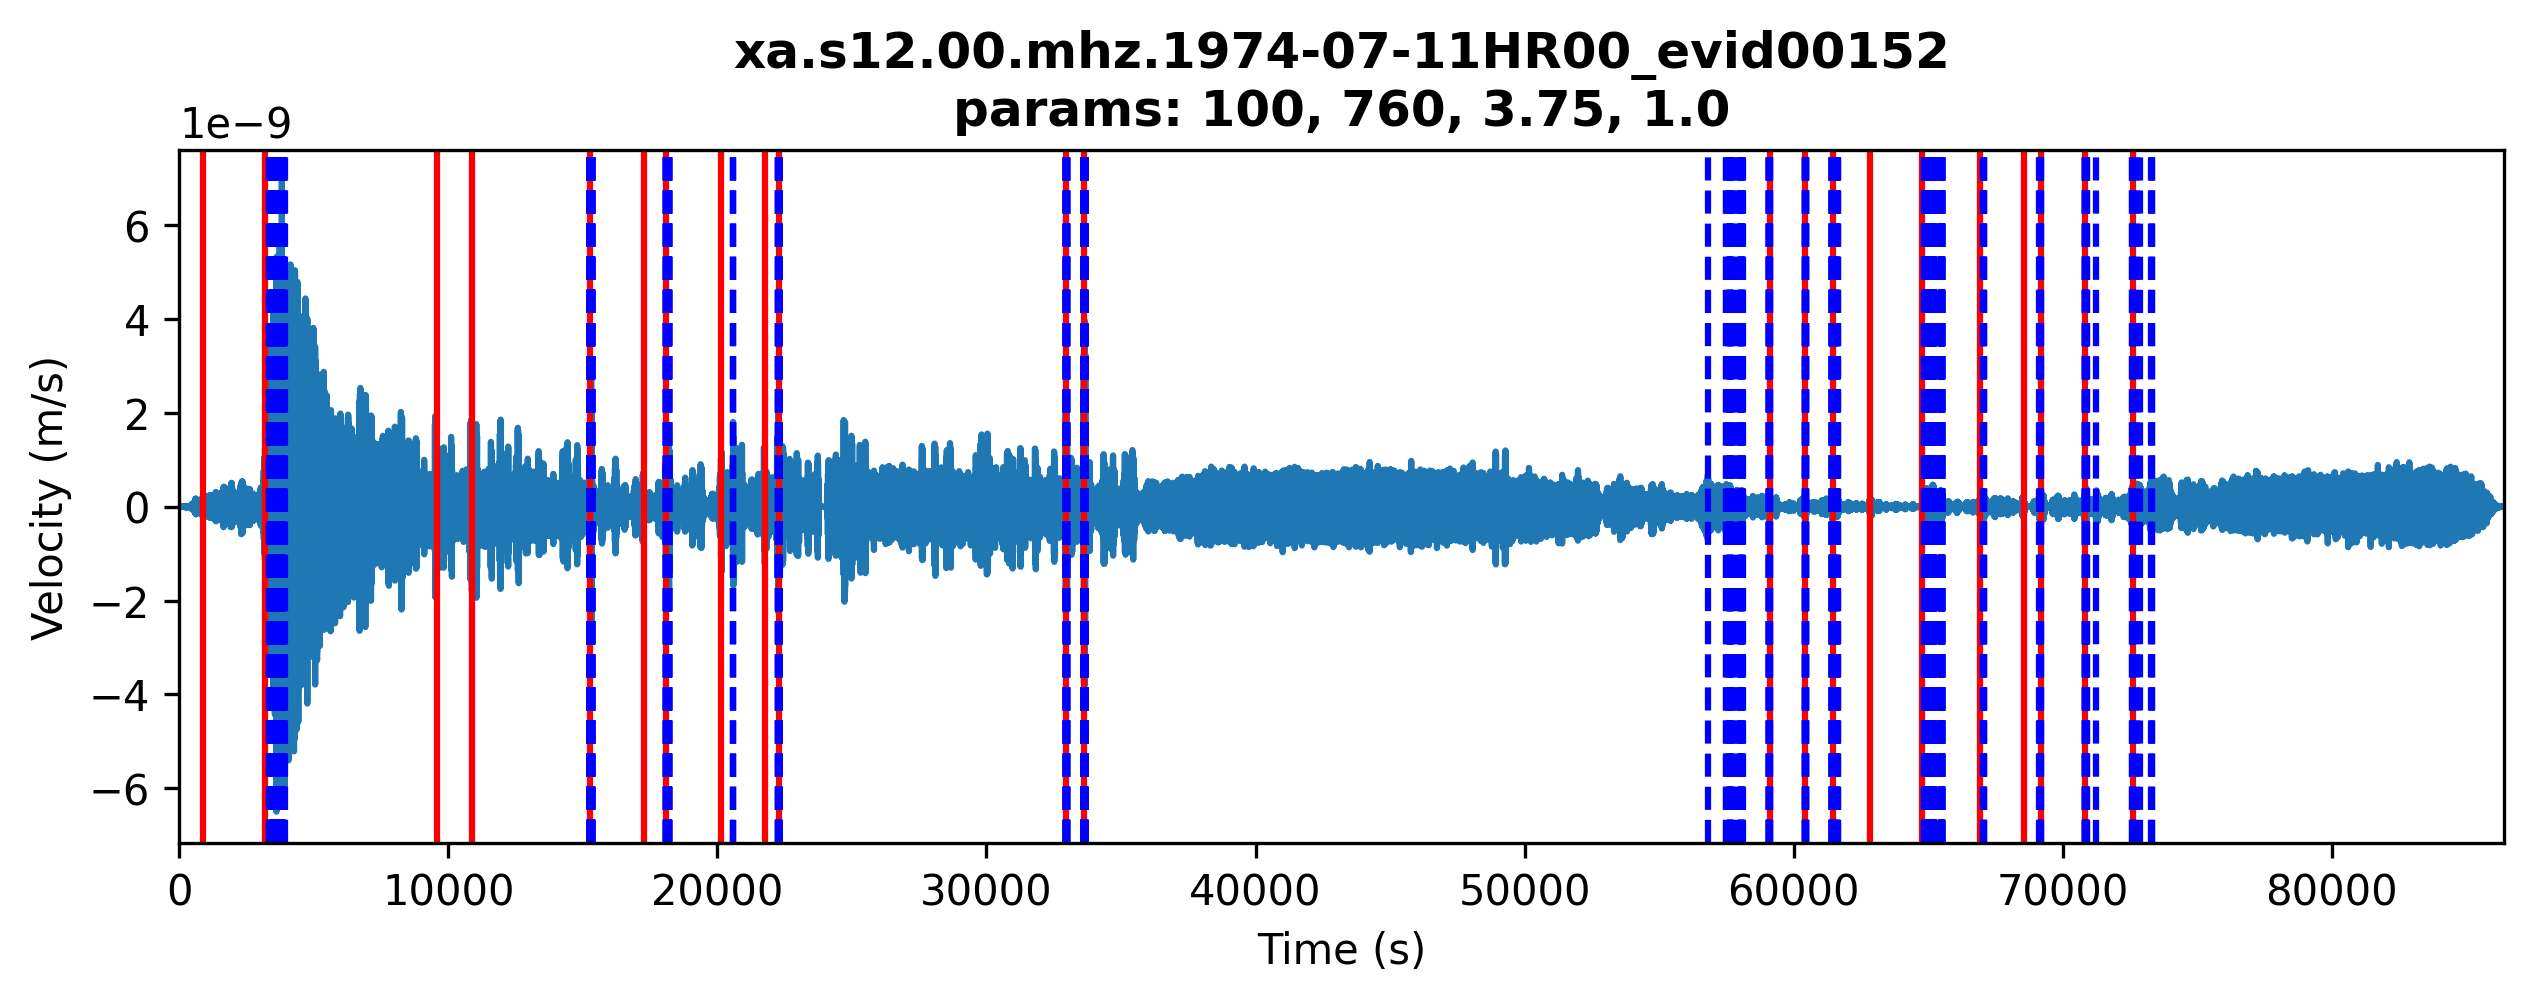 xa.s12.00.mhz.1974-07-11HR00_evid00152
params: 100, 760, 3.75, 1.0
1e−9
6
4
2
0
−2
−4
−6
Velocity (m/s)
0 10000 20000 30000 40000 50000 60000 70000 80000
Time (s)